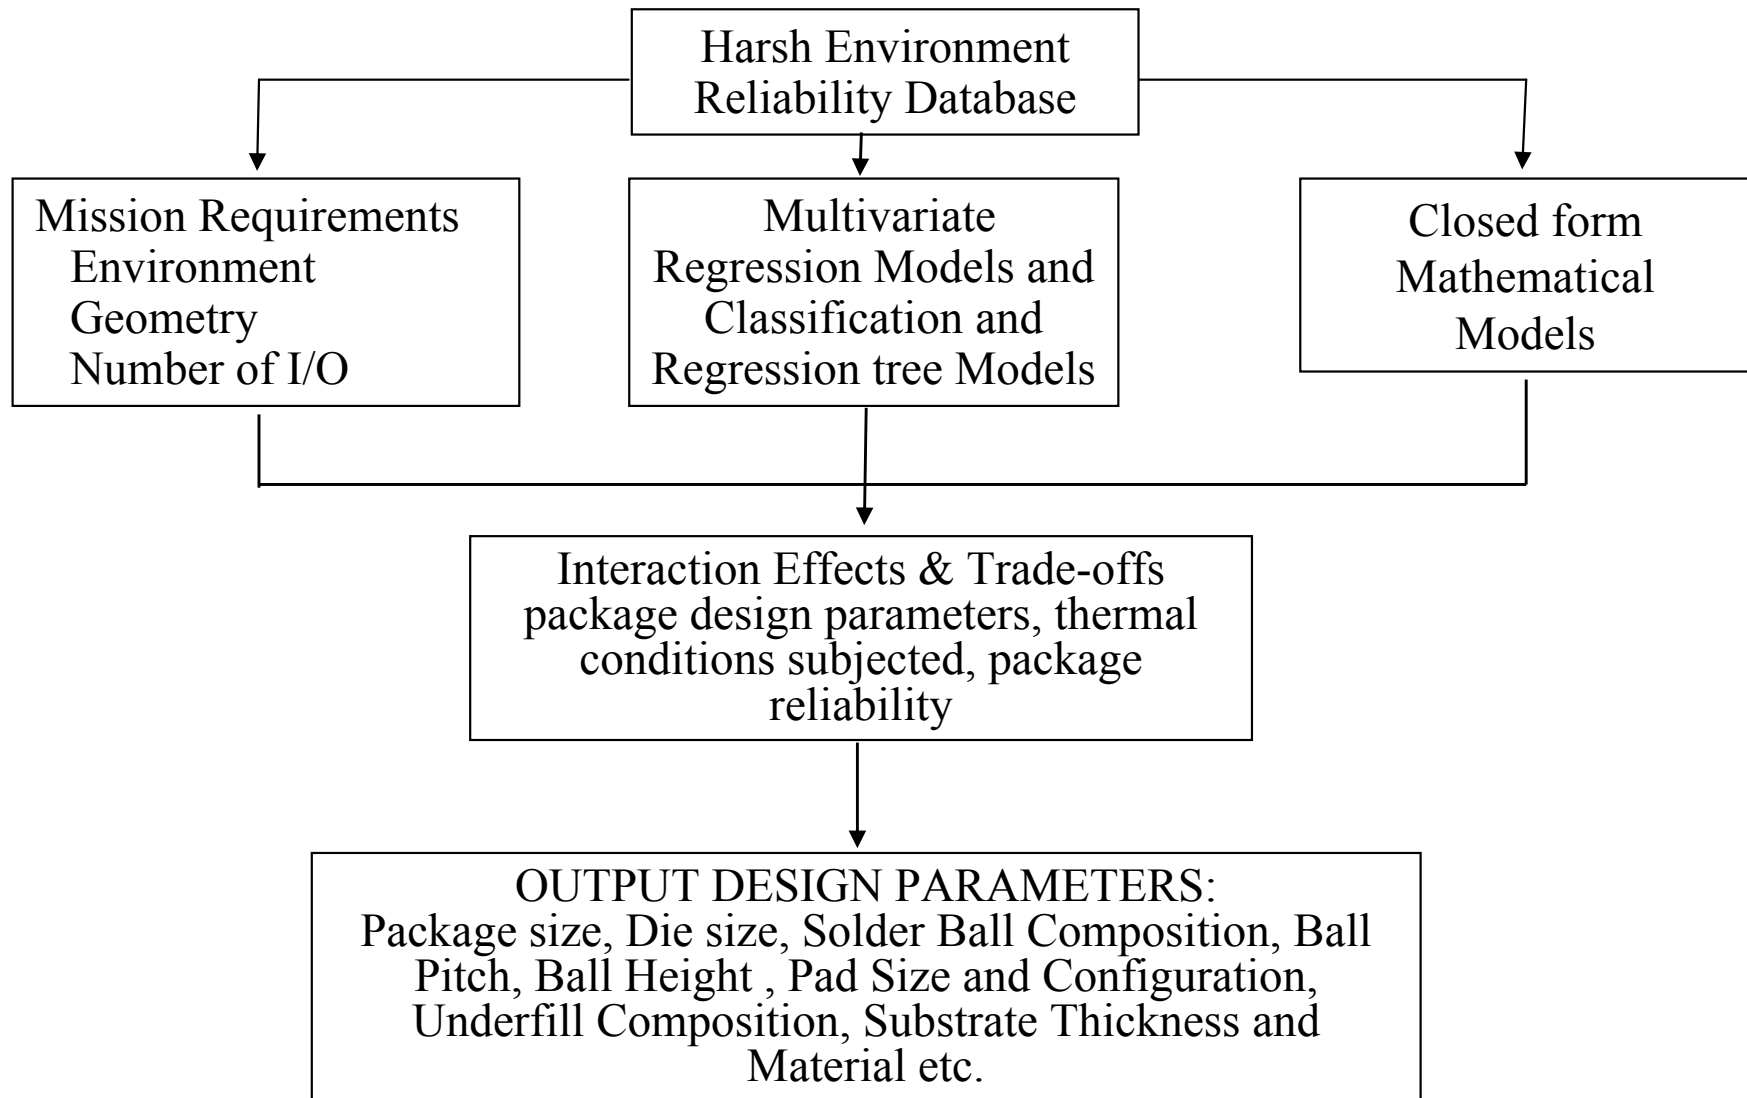 Harsh Environment
Reliability Database
Mission Requirements
Environment
Geometry
Number of I/O
Multivariate
Regression Models and
Classification and
Regression tree Models
Closed form
Mathematical
Models
Interaction Effects & Trade-offs
package design parameters, thermal
conditions subjected, package
reliability
OUTPUT DESIGN PARAMETERS:
Package size, Die size, Solder Ball Composition, Ball
Pitch, Ball Height , Pad Size and Configuration,
Underfill Composition, Substrate Thickness and
Material etc.